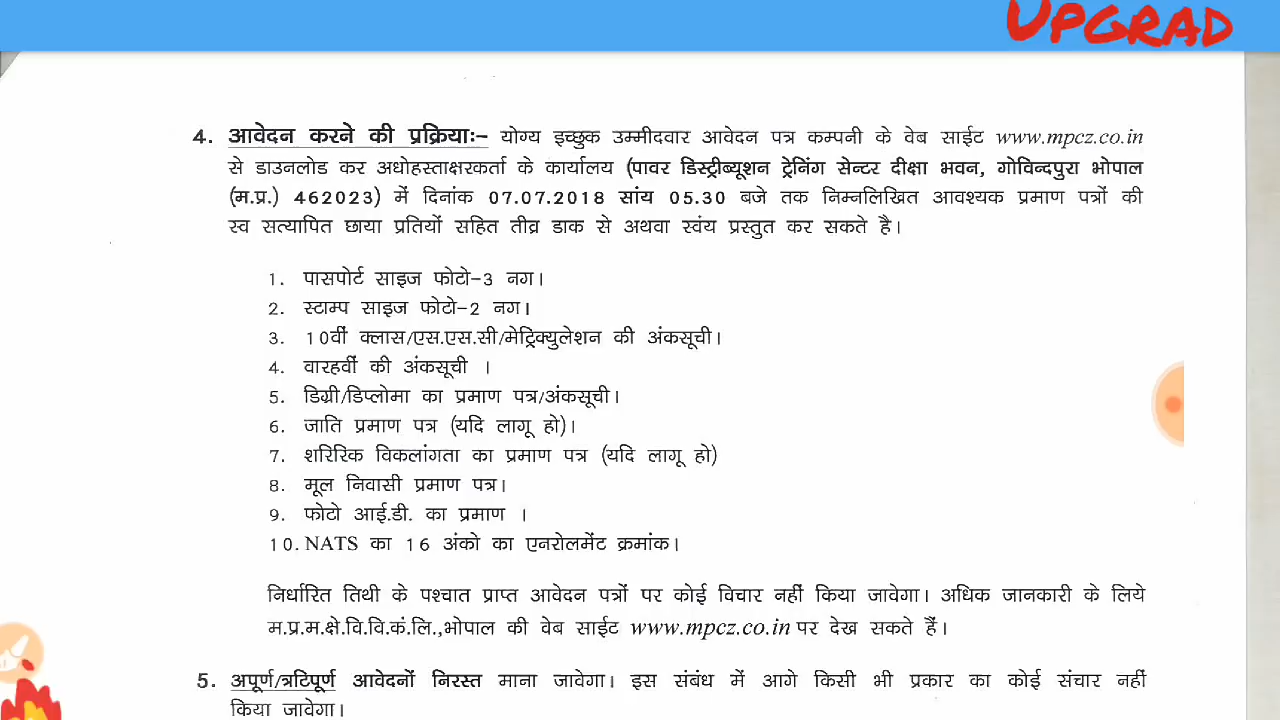 UPGRAD
4. आवेदन करने की प्रक्रियाः- योग्य इच्छुक उम्मीदवार आवेदन पत्र कम्पनी के वेब साईट www.mpcz.co.in
से डाउनलोड कर अधोहस्ताक्षरकर्ता के कार्यालय (पावर डिस्ट्रीब्यूशन ट्रेनिंग सेन्टर दीक्षा भवन, गोविन्दपुरा भोपाल
(म.प्र.) 462023) में दिनांक 07.07.2018 सांय 05.30 बजे तक निम्नलिखित आवश्यक प्रमाण पत्रों की
स्व सत्यापित छाया प्रतियों सहित तीव्र डाक से अथवा स्वंय प्रस्तुत कर सकते है।
1. पासपोर्ट साइज फोटो-3 नग।
2. स्टाम्प साइज फोटो-2 नग।
3. 10वीं क्लास/एस.एस.सी/मेट्रिक्युलेशन की अंकसूची।
4. वारहवीं की अंकसूची ।
5. डिग्री/डिप्लोमा का प्रमाण पत्र/अंकसूची।
6. जाति प्रमाण पत्र (यदि लागू हो)।
7. शरिरिक विकलांगता का प्रमाण पत्र (यदि लागू हो)
8. मूल निवासी प्रमाण पत्र।
9. फोटो आई.डी. का प्रमाण ।
10. NATS का 16 अंको का एनरोलमेंट क्रमांक।
निर्धारित तिथी के पश्चात प्राप्त आवेदन पत्रों पर कोई विचार नहीं किया जावेगा। अधिक जानकारी के लिये
म.प्र.म.क्षे.वि.वि.कं.लि.,भोपाल की वेब साईट www.mpcz.co.in पर देख सकते हैं।
5. अपूर्ण/त्रटिपूर्ण आवेदनों निरस्त माना जावेगा। इस संबंध में आगे किसी भी प्रकार का कोई संचार नहीं
किया जावेगा।